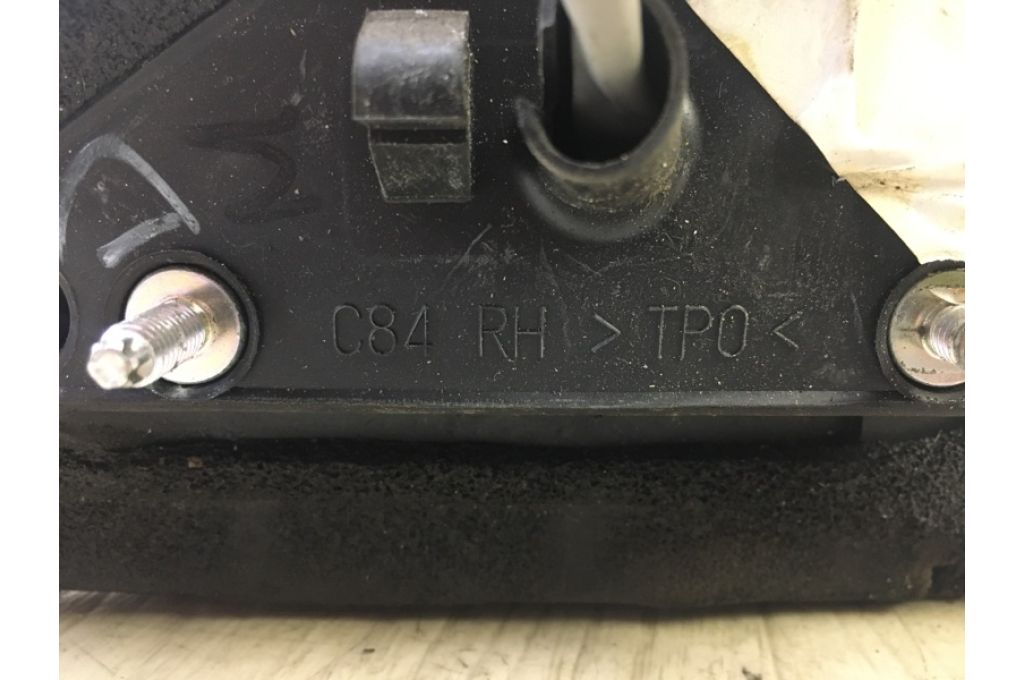 C84 RH > TPO <